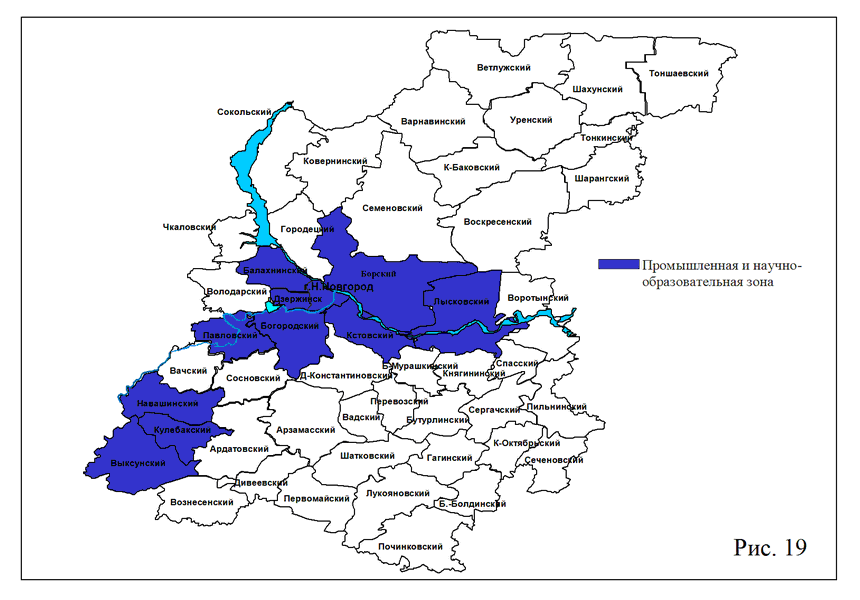 Ветлужский
Тоншаевский
Шахунский
Сокольский
Варнавинский
Уренский
Тонкинский
Ковернинский
К-Баковский
Шарангский
Семеновский
Воскресенский
Чкаловский
Городецкий
Балахнинский
Борский
Промышленная и научно-
образовательная зона
Володарский
г.Н.Новгород
г.Дзержинск
Лысковский
Воротынский
Богородский
Павловский
Кстовский
Вачский
Сосновский
Д-Константиновский
Б-Мурашкинский
Княгининский
Спасский
Навашинский
Перевозский
Сергачский
Пильнинский
Кулебакский
Арзамасский
Вадский
Бутурлинский
К-Октябрьский
Выксунский
Ардатовский
Шатковский
Гагинский
Сеченовский
Дивеевский
Вознесенский
Первомайский
Лукояновский
Б.-Болдинский
Починковский
Рис. 19